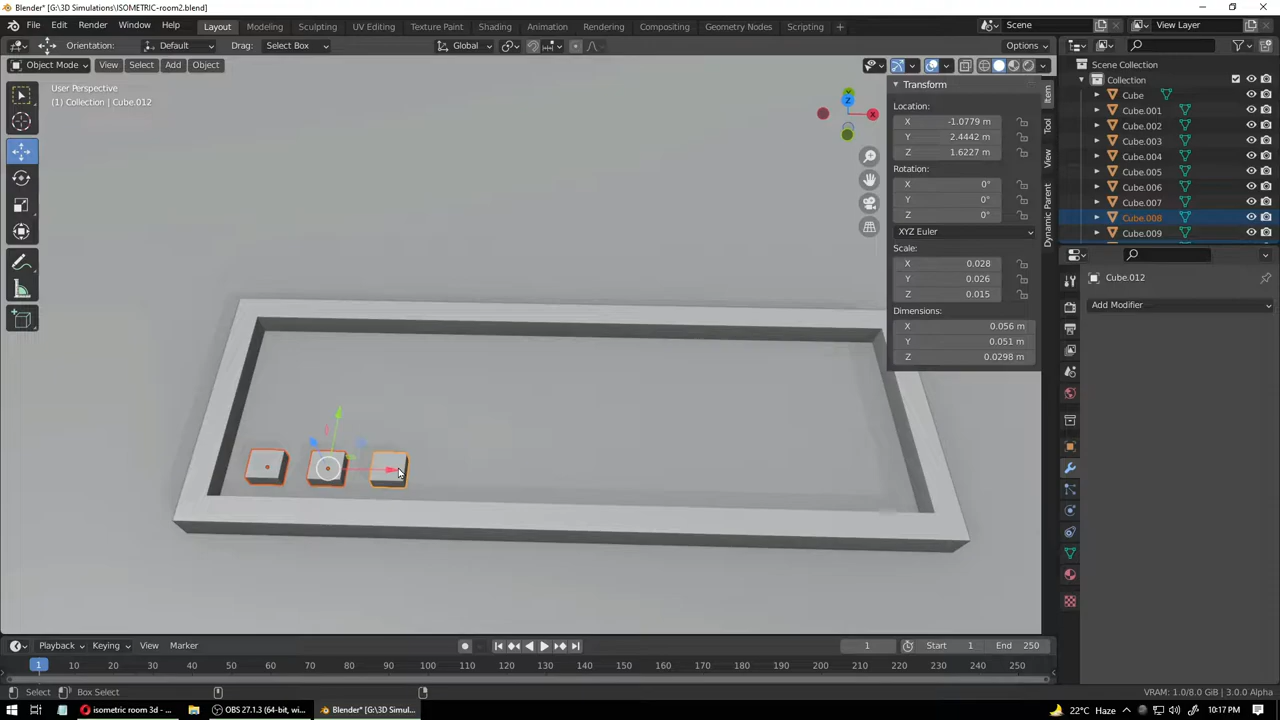 Blender* [G:\3D Simulations\ISOMETRIC-room2.blend]
File Edit Render Window Help Layout Modeling Sculpting UV Editing Texture Paint Shading Animation Rendering Compositing Geometry Nodes Scripting + Scene View Layer
Orientation: Default Drag: Select Box Global Options
Object Mode View Select Add Object
User Perspective
(1) Collection | Cube.012
Z
X
Transform
Location:
X -1.0779 m
Y 2.4442 m
Z 1.6227 m
Rotation:
X 0°
Y 0°
Z 0°
XYZ Euler
Scale:
X 0.028
Y 0.026
Z 0.015
Dimensions:
X 0.056 m
Y 0.051 m
Z 0.0298 m
Item
Tool
View
Dynamic Parent
Scene Collection
Collection
Cube
Cube.001
Cube.002
Cube.003
Cube.004
Cube.005
Cube.006
Cube.007
Cube.008
Cube.009
Cube.012
Add Modifier
Playback Keying View Marker 1 Start 1 End 250
1 10 20 30 40 50 60 70 80 90 100 110 120 130 140 150 160 170 180 190 200 210 220 230 240 250
Select Box Select VRAM: 1.0/8.0 GiB | 3.0.0 Alpha
isometric room 3d - ... OBS 27.1.3 (64-bit, wi... Blender* [G:\3D Simul... 22°C Haze 10:17 PM